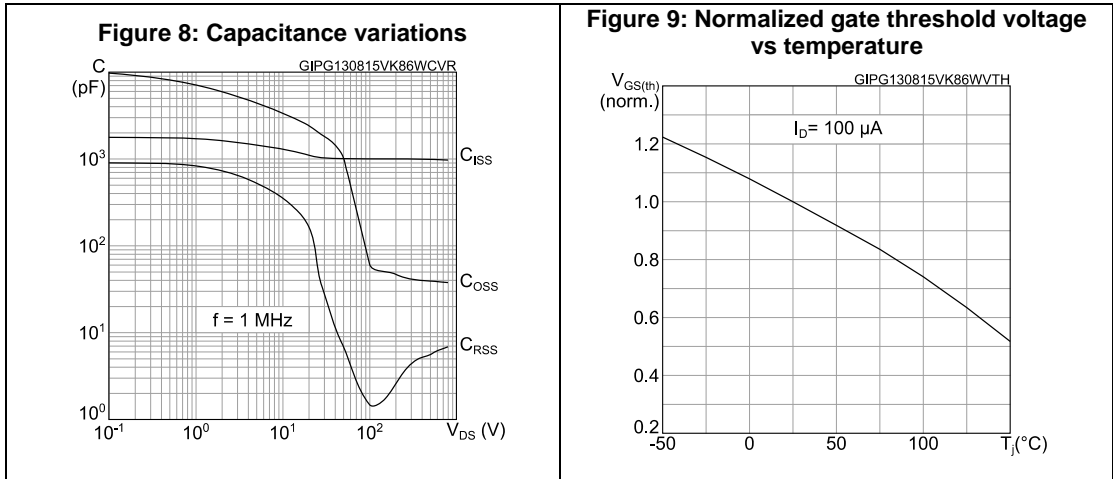 Figure 8: Capacitance variations
GIPG130815VK86WCVR
C
(pF)
10³
10²
10¹
10⁰
C_ISS
C_OSS
C_RSS
f = 1 MHz
10⁻¹ 10⁰ 10¹ 10² V_DS (V)
Figure 9: Normalized gate threshold voltage
vs temperature
GIPG130815VK86WVTH
V_GS(th)
(norm.)
I_D= 100 µA
1.2
1.0
0.8
0.6
0.4
0.2
-50 0 50 100 T_j(°C)